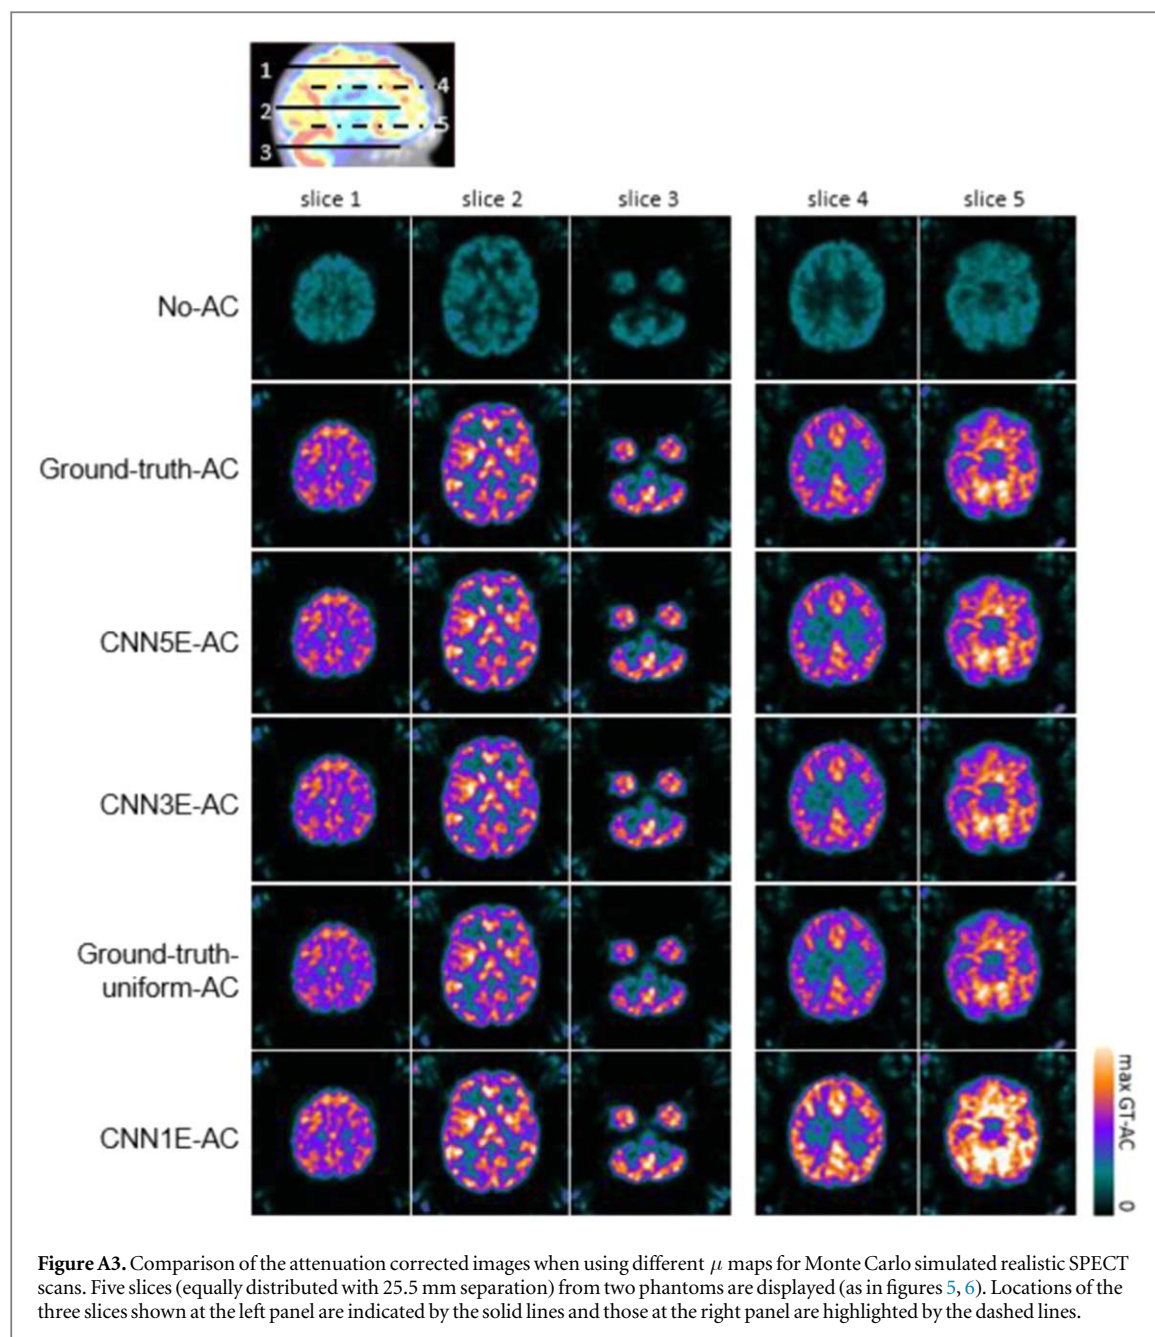 1
4
2
5
3
slice 1 slice 2 slice 3 slice 4 slice 5
No-AC
Ground-truth-AC
CNN5E-AC
CNN3E-AC
Ground-truth-
uniform-AC
CNN1E-AC
max GT-AC
0
Figure A3. Comparison of the attenuation corrected images when using different μ maps for Monte Carlo simulated realistic SPECT
scans. Five slices (equally distributed with 25.5 mm separation) from two phantoms are displayed (as in figures 5, 6). Locations of the
three slices shown at the left panel are indicated by the solid lines and those at the right panel are highlighted by the dashed lines.